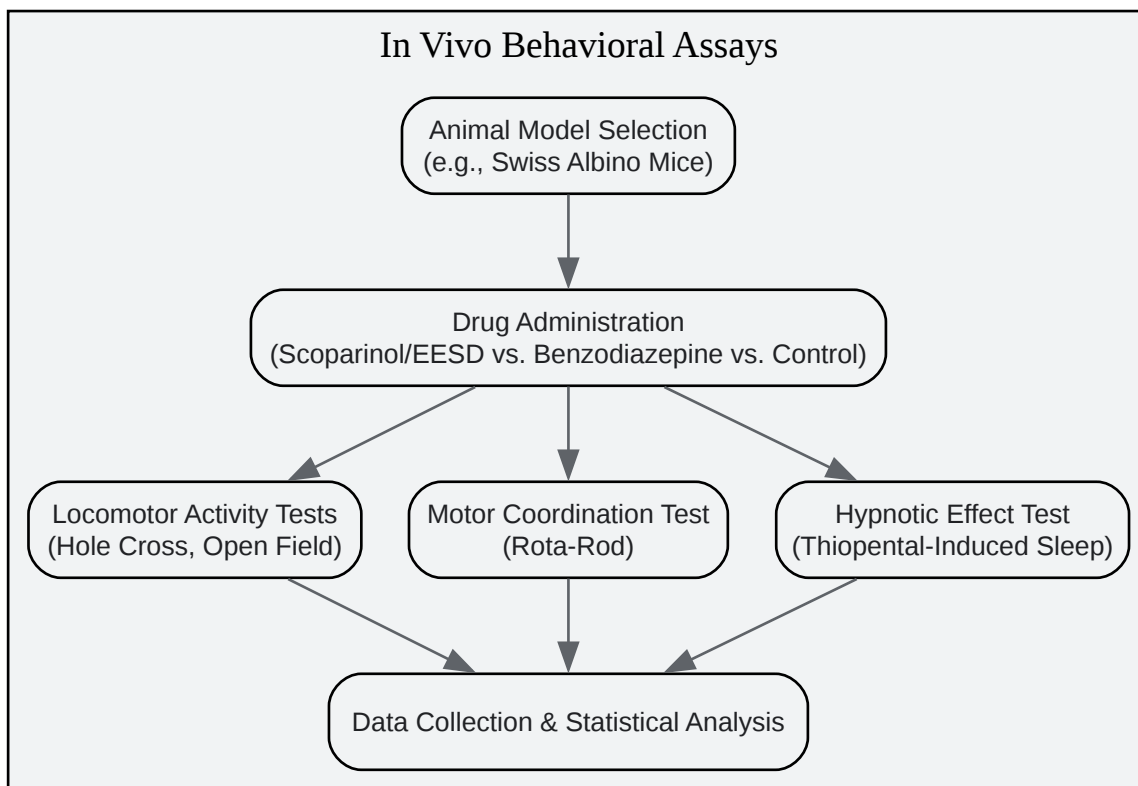 In Vivo Behavioral Assays
Animal Model Selection
(e.g., Swiss Albino Mice)
Drug Administration
(Scoparinol/EESD vs. Benzodiazepine vs. Control)
Locomotor Activity Tests
(Hole Cross, Open Field)
Motor Coordination Test
(Rota-Rod)
Hypnotic Effect Test
(Thiopental-Induced Sleep)
Data Collection & Statistical Analysis